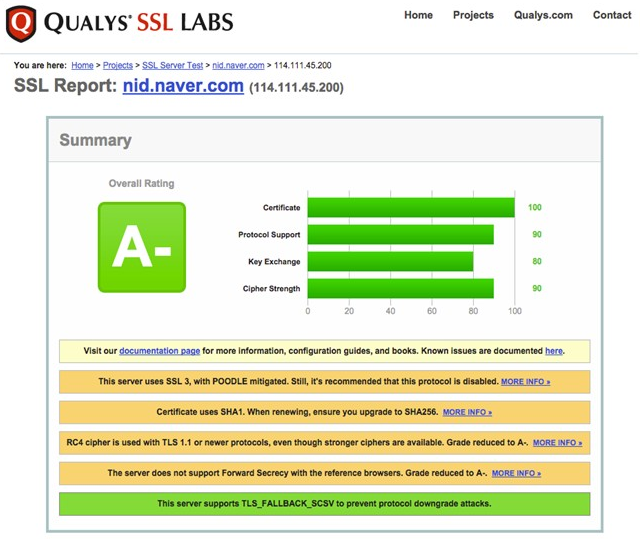 QUALYS® SSL LABS
Home Projects Qualys.com Contact
You are here: Home > Projects > SSL Server Test > nid.naver.com > 114.111.45.200
SSL Report: nid.naver.com (114.111.45.200)
Summary
Overall Rating
A-
Certificate 100
Protocol Support 90
Key Exchange 80
Cipher Strength 90
0 20 40 60 80 100
Visit our documentation page for more information, configuration guides, and books. Known issues are documented here.
This server uses SSL 3, with POODLE mitigated. Still, it's recommended that this protocol is disabled. MORE INFO »
Certificate uses SHA1. When renewing, ensure you upgrade to SHA256. MORE INFO »
RC4 cipher is used with TLS 1.1 or newer protocols, even though stronger ciphers are available. Grade reduced to A-. MORE INFO »
The server does not support Forward Secrecy with the reference browsers. Grade reduced to A-. MORE INFO »
This server supports TLS_FALLBACK_SCSV to prevent protocol downgrade attacks.